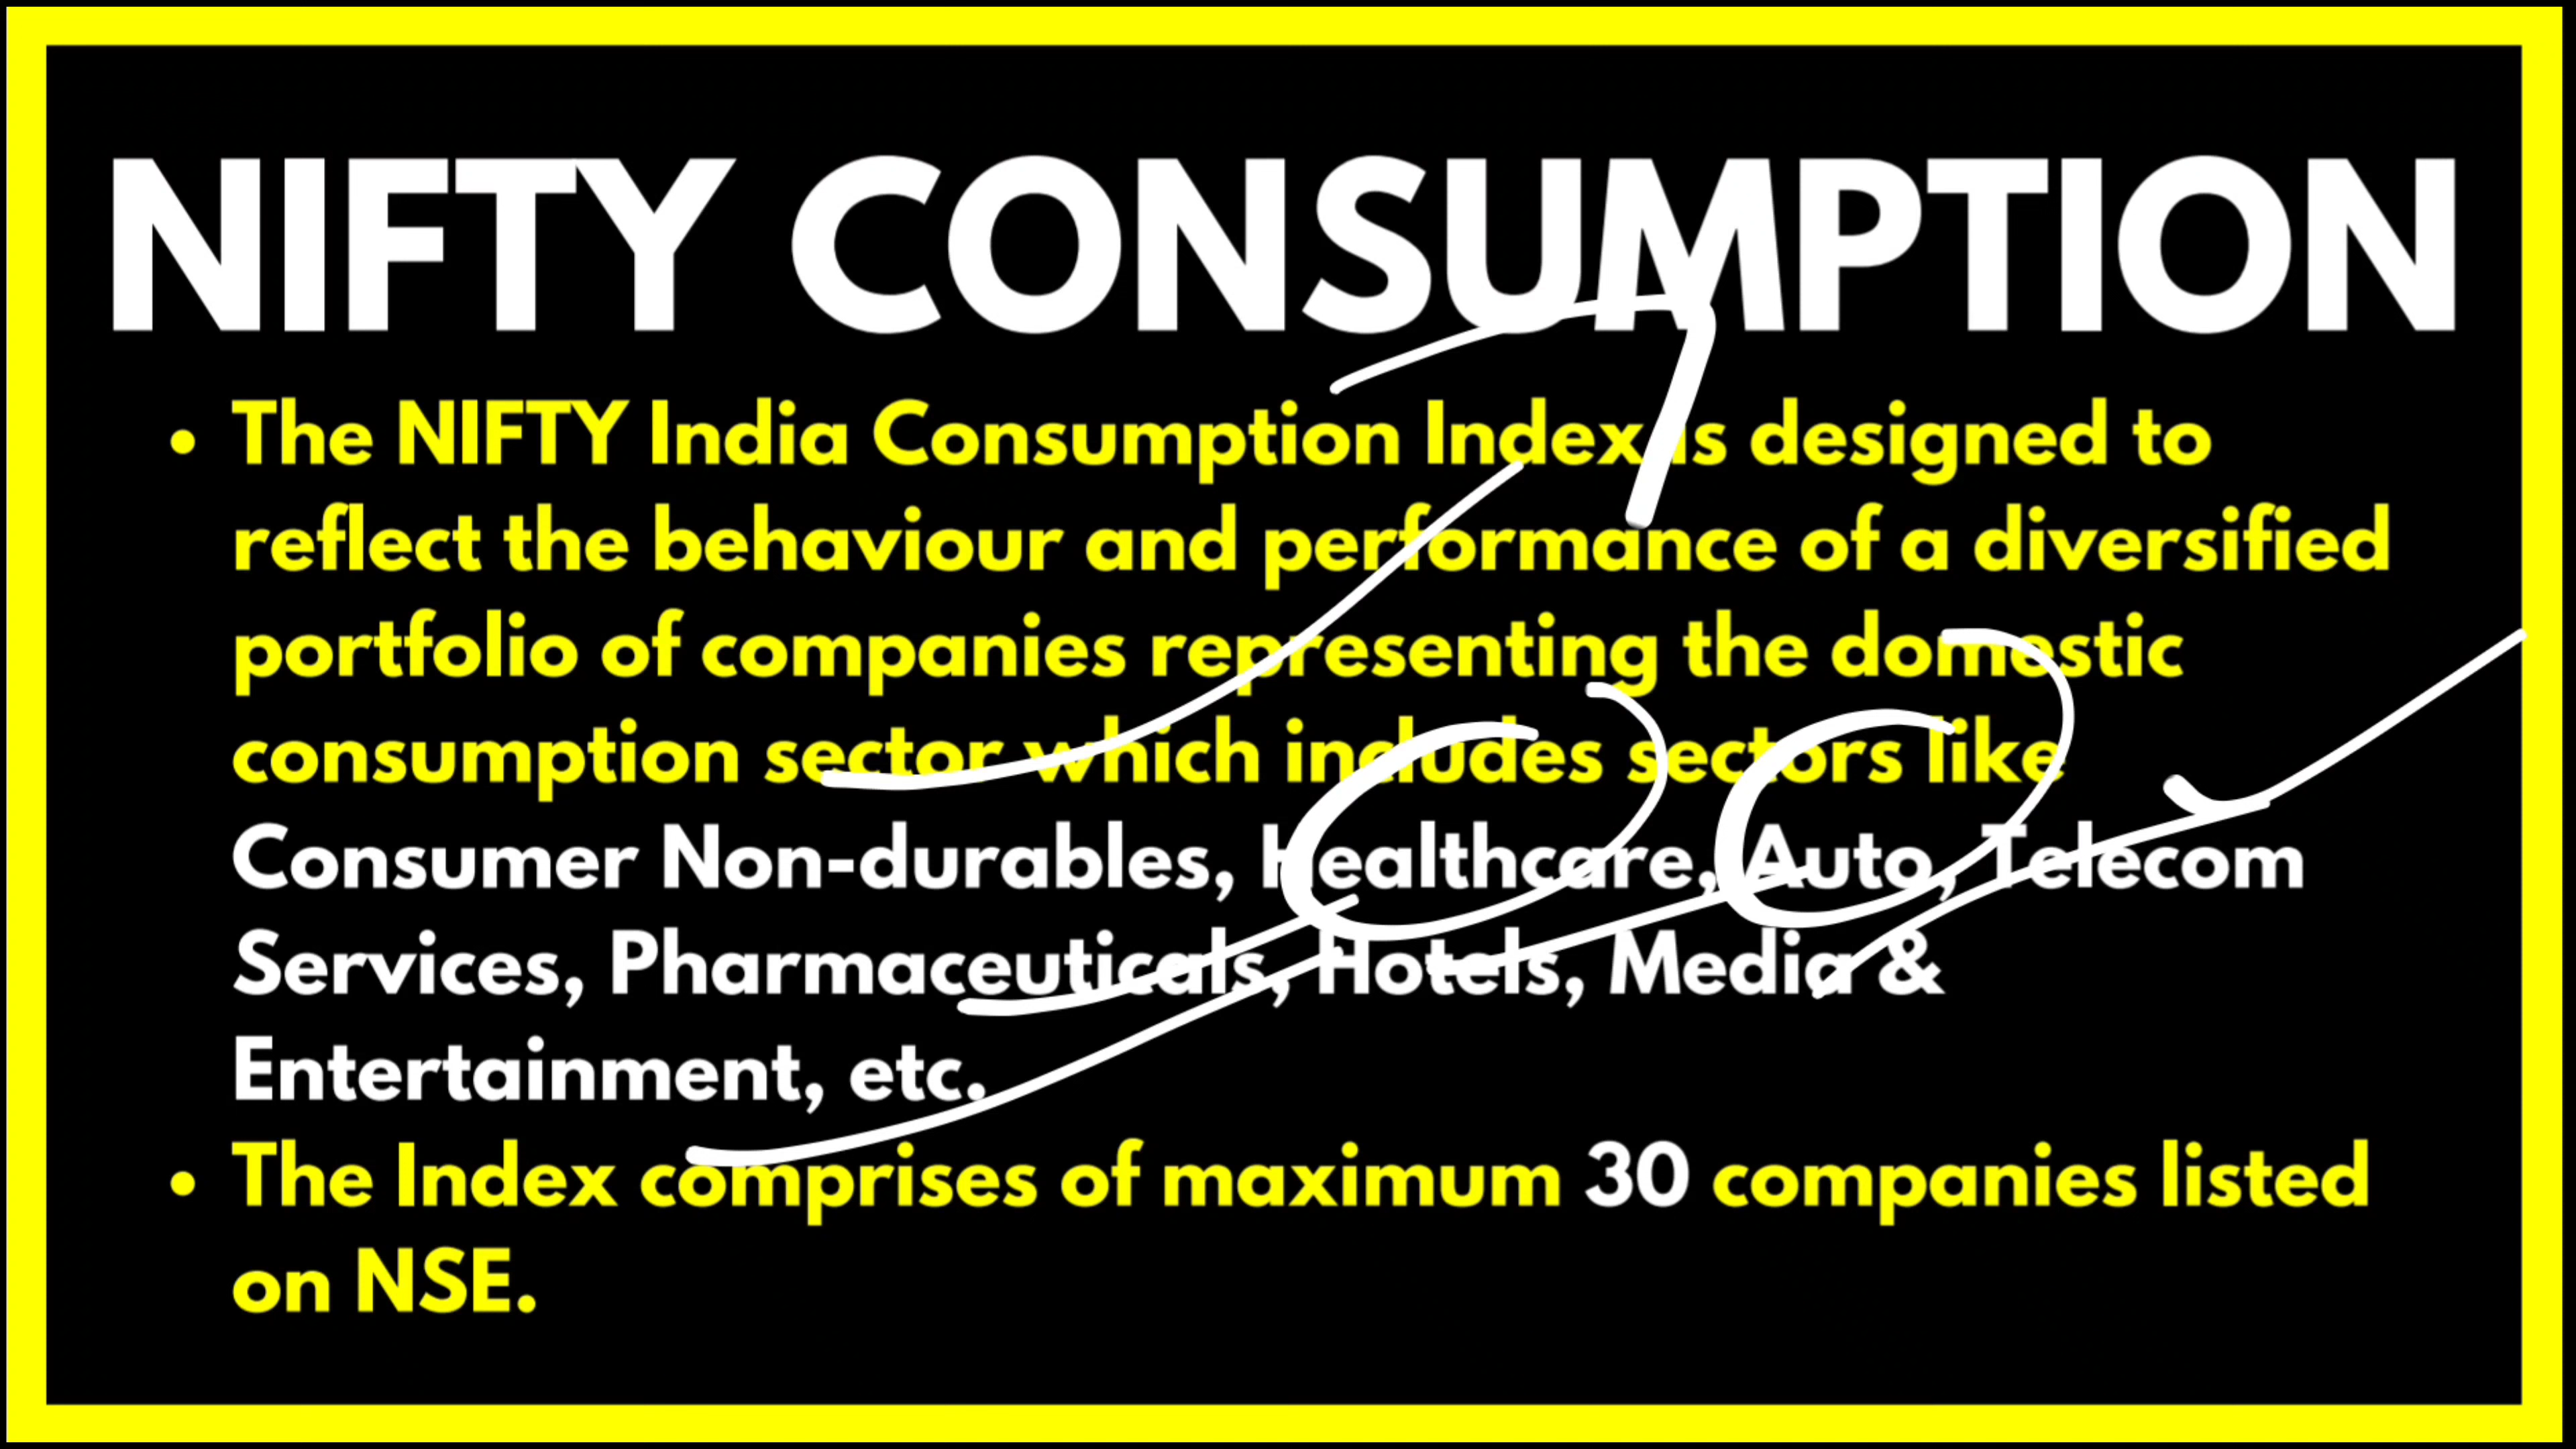 NIFTY CONSUMPTION
• The NIFTY India Consumption Index is designed to
reflect the behaviour and performance of a diversified
portfolio of companies representing the domestic
consumption sector which includes sectors like
Consumer Non-durables, Healthcare, Auto, Telecom
Services, Pharmaceuticals, Hotels, Media &
Entertainment, etc.
• The Index comprises of maximum 30 companies listed
on NSE.